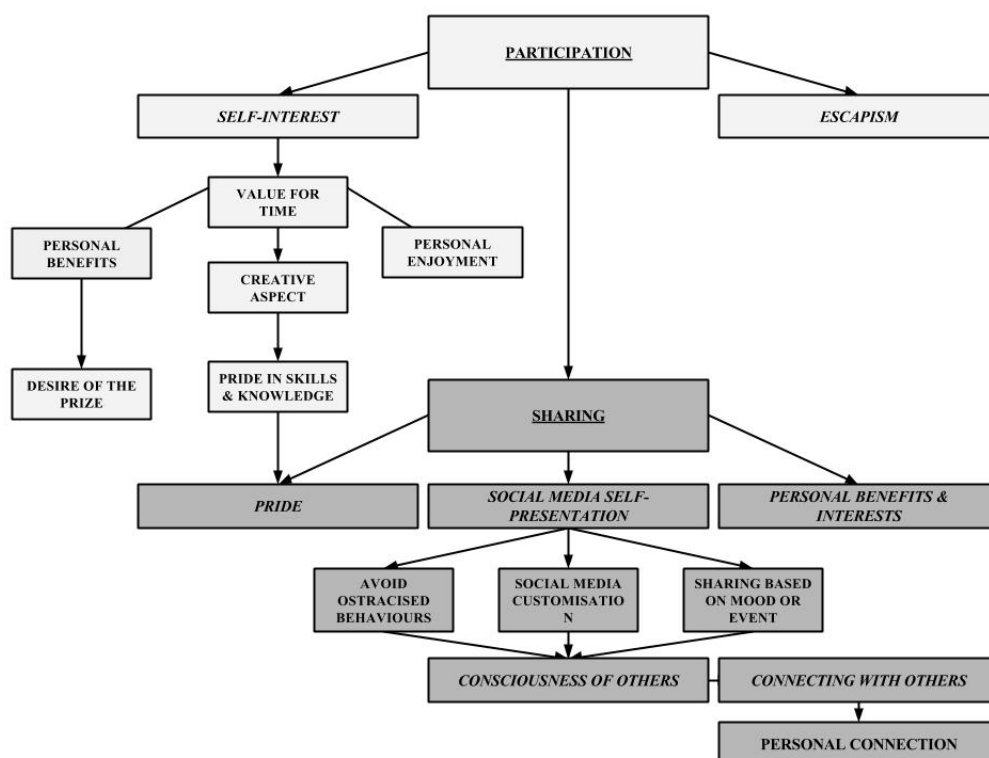 PARTICIPATION
SELF-INTEREST
ESCAPISM
VALUE FOR
TIME
PERSONAL
BENEFITS
PERSONAL
ENJOYMENT
CREATIVE
ASPECT
DESIRE OF THE
PRIZE
PRIDE IN SKILLS
& KNOWLEDGE
SHARING
PRIDE
SOCIAL MEDIA SELF-
PRESENTATION
PERSONAL BENEFITS &
INTERESTS
AVOID
OSTRACISED
BEHAVIOURS
SOCIAL MEDIA
CUSTOMISATIO
N
SHARING BASED
ON MOOD OR
EVENT
CONSCIOUSNESS OF OTHERS
CONNECTING WITH OTHERS
PERSONAL CONNECTION